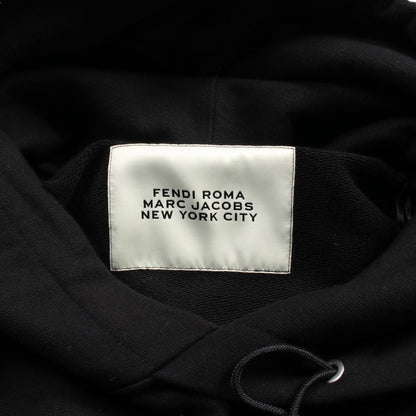 FENDI ROMA
MARC JACOBS
NEW YORK CITY